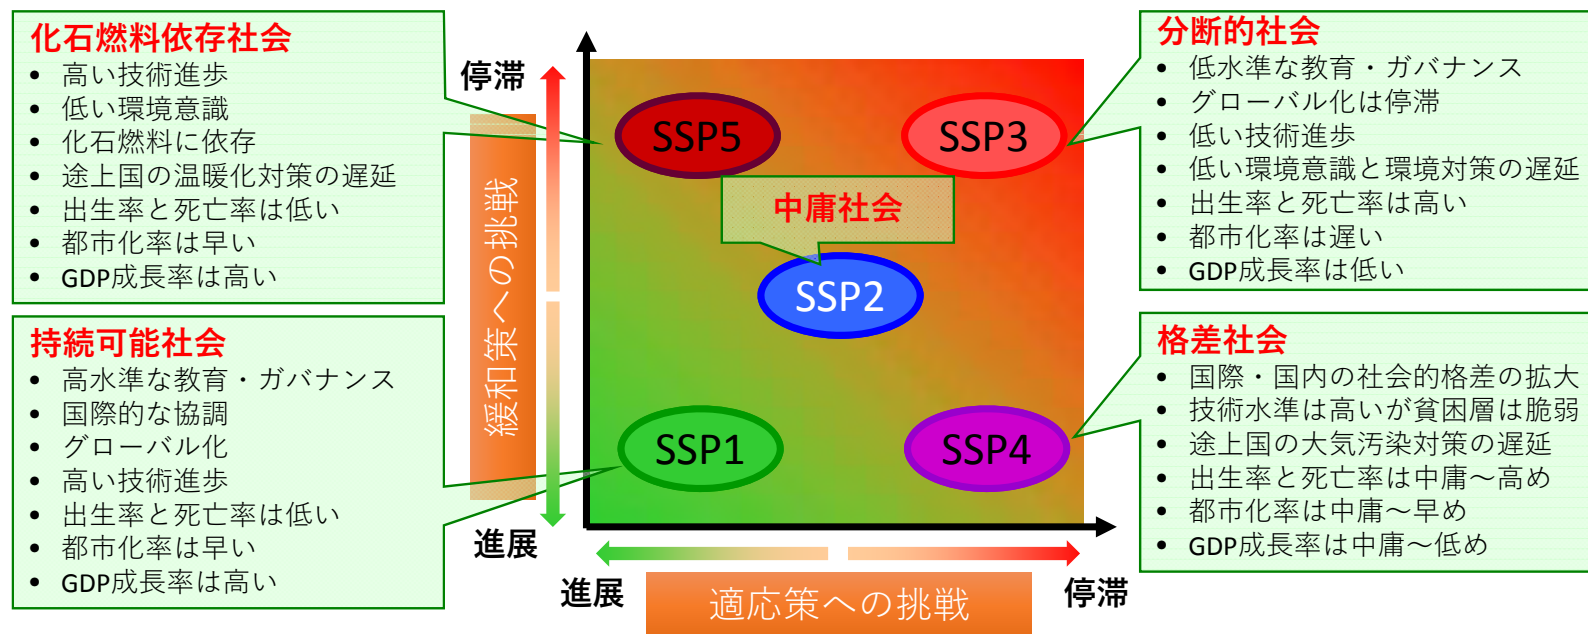 化石燃料依存社会
• 高い技術進歩
• 低い環境意識
• 化石燃料に依存
• 途上国の温暖化対策の遅延
• 出生率と死亡率は低い
• 都市化率は早い
• GDP成長率は高い
持続可能社会
• 高水準な教育・ガバナンス
• 国際的な協調
• グローバル化
• 高い技術進歩
• 出生率と死亡率は低い
• 都市化率は早い
• GDP成長率は高い
停滞
緩和策への挑戦
進展
SSP5
SSP3
中庸社会
SSP2
SSP1
SSP4
進展
適応策への挑戦
停滞
分断的社会
• 低水準な教育・ガバナンス
• グローバル化は停滞
• 低い技術進歩
• 低い環境意識と環境対策の遅延
• 出生率と死亡率は高い
• 都市化率は遅い
• GDP成長率は低い
格差社会
• 国際・国内の社会的格差の拡大
• 技術水準は高いが貧困層は脆弱
• 途上国の大気汚染対策の遅延
• 出生率と死亡率は中庸～高め
• 都市化率は中庸～早め
• GDP成長率は中庸～低め